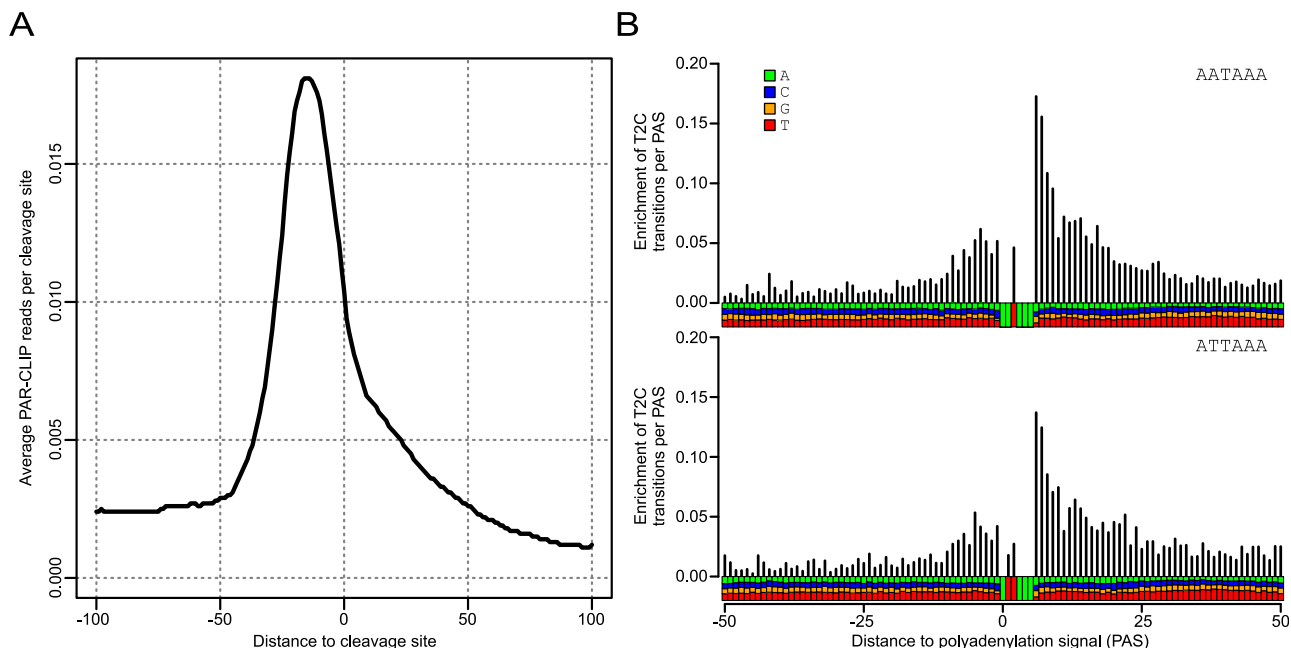 A
Average PAR-CLIP reads per cleavage site
0.015
0.010
0.005
0.000
-100
-50
0
50
100
Distance to cleavage site
B
A
C
G
T
AATAAA
Enrichment of T2C
transitions per PAS
0.20
0.15
0.10
0.05
0.00
ATTAAA
Enrichment of T2C
transitions per PAS
0.20
0.15
0.10
0.05
0.00
-50
-25
0
25
50
Distance to polyadenylation signal (PAS)